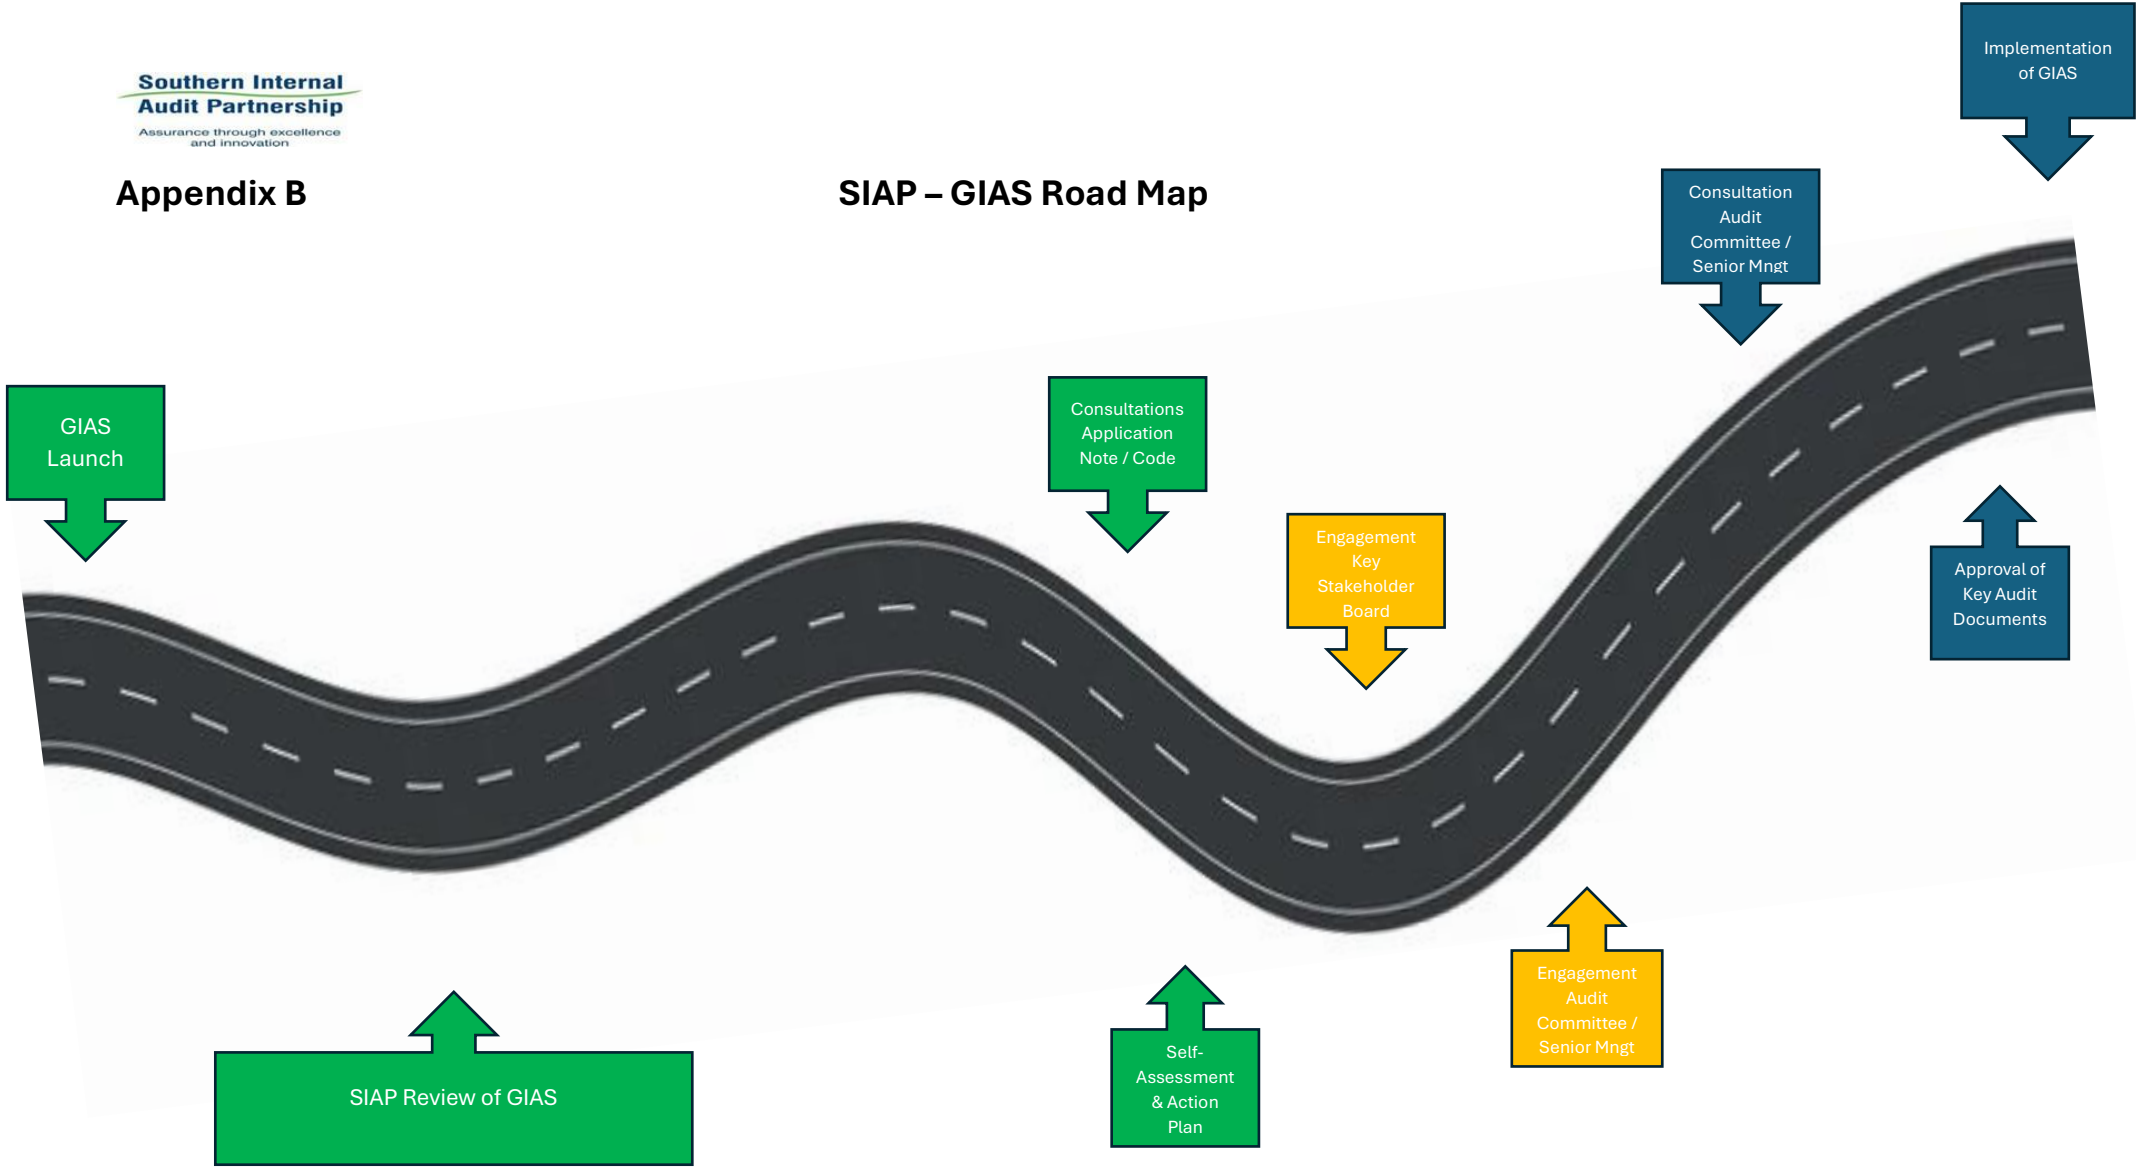 Southern Internal
Audit Partnership
Assurance through excellence
and innovation
Appendix B
SIAP – GIAS Road Map
Implementation
of GIAS
Consultation
Audit
Committee /
Senior Mngt
GIAS
Launch
Consultations
Application
Note / Code
Engagement
Key
Stakeholder
Board
Approval of
Key Audit
Documents
Engagement
Audit
Committee /
Senior Mngt
Self-
Assessment
& Action
Plan
SIAP Review of GIAS